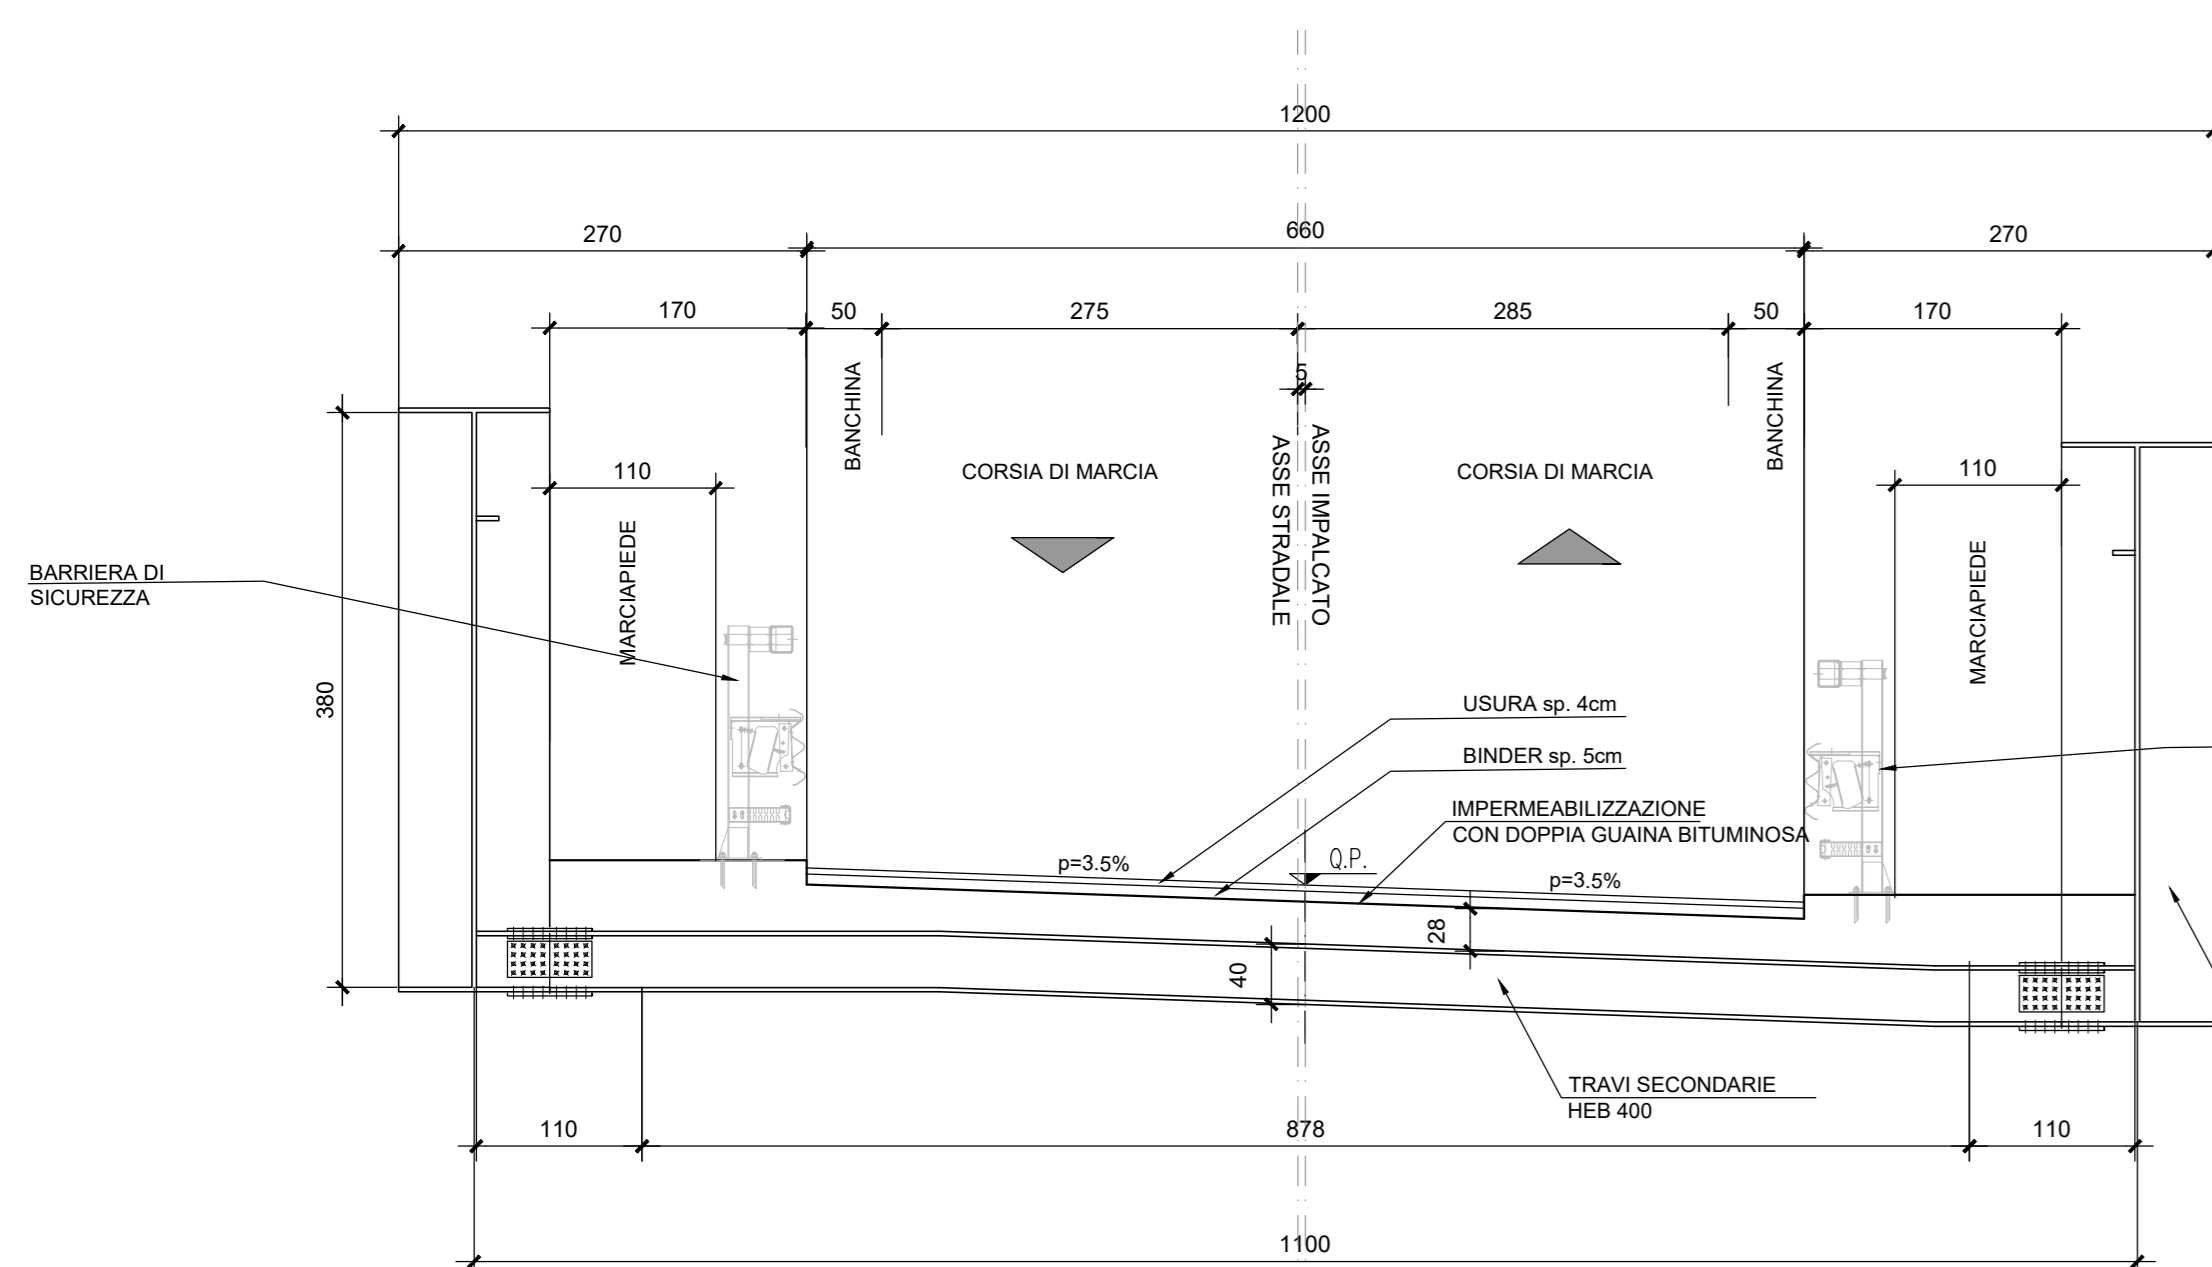 1200
270
660
270
170
50
275
285
50
170
5
BANCHINA
BANCHINA
ASSE STRADALE
ASSE IMPALCATO
CORSIA DI MARCIA
CORSIA DI MARCIA
110
110
MARCIAPIEDE
MARCIAPIEDE
BARRIERA DI
SICUREZZA
380
USURA sp. 4cm
BINDER sp. 5cm
IMPERMEABILIZZAZIONE
CON DOPPIA GUAINA BITUMINOSA
p=3.5%
Q.P.
p=3.5%
28
40
TRAVI SECONDARIE
HEB 400
110
878
110
1100